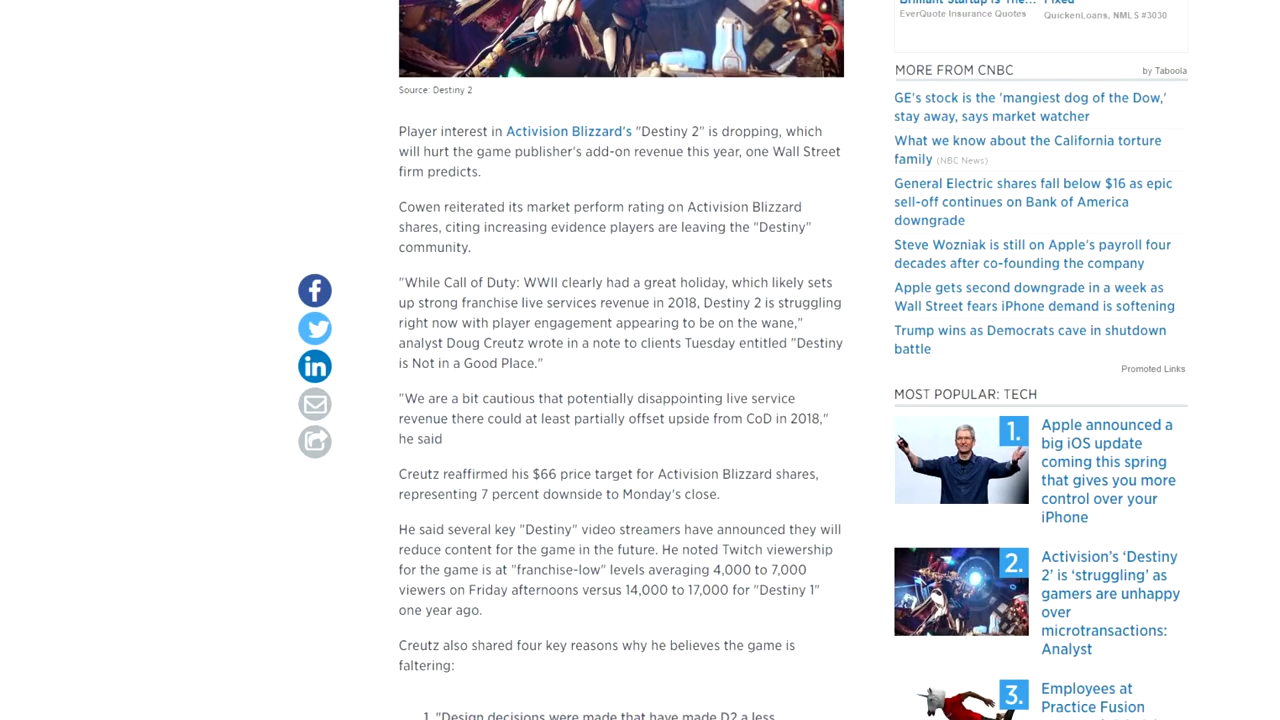 Source: Destiny 2
Player interest in Activision Blizzard's "Destiny 2" is dropping, which
will hurt the game publisher's add-on revenue this year, one Wall Street
firm predicts.
Cowen reiterated its market perform rating on Activision Blizzard
shares, citing increasing evidence players are leaving the "Destiny"
community.
"While Call of Duty: WWII clearly had a great holiday, which likely sets
up strong franchise live services revenue in 2018, Destiny 2 is struggling
right now with player engagement appearing to be on the wane,"
analyst Doug Creutz wrote in a note to clients Tuesday entitled "Destiny
is Not in a Good Place."
"We are a bit cautious that potentially disappointing live service
revenue there could at least partially offset upside from CoD in 2018,"
he said
Creutz reaffirmed his $66 price target for Activision Blizzard shares,
representing 7 percent downside to Monday's close.
He said several key "Destiny" video streamers have announced they will
reduce content for the game in the future. He noted Twitch viewership
for the game is at "franchise-low" levels averaging 4,000 to 7,000
viewers on Friday afternoons versus 14,000 to 17,000 for "Destiny 1"
one year ago.
Creutz also shared four key reasons why he believes the game is
faltering:
1. "Design decisions were made that have made D2 a less
Brilliant Startup Is The... Fixed
EverQuote Insurance Quotes QuickenLoans, NMLS #3030
MORE FROM CNBC by Taboola
GE's stock is the 'mangiest dog of the Dow,'
stay away, says market watcher
What we know about the California torture
family (NBC News)
General Electric shares fall below $16 as epic
sell-off continues on Bank of America
downgrade
Steve Wozniak is still on Apple's payroll four
decades after co-founding the company
Apple gets second downgrade in a week as
Wall Street fears iPhone demand is softening
Trump wins as Democrats cave in shutdown
battle
Promoted Links
MOST POPULAR: TECH
1.
Apple announced a
big iOS update
coming this spring
that gives you more
control over your
iPhone
2.
Activision's 'Destiny
2' is 'struggling' as
gamers are unhappy
over
microtransactions:
Analyst
3.
Employees at
Practice Fusion